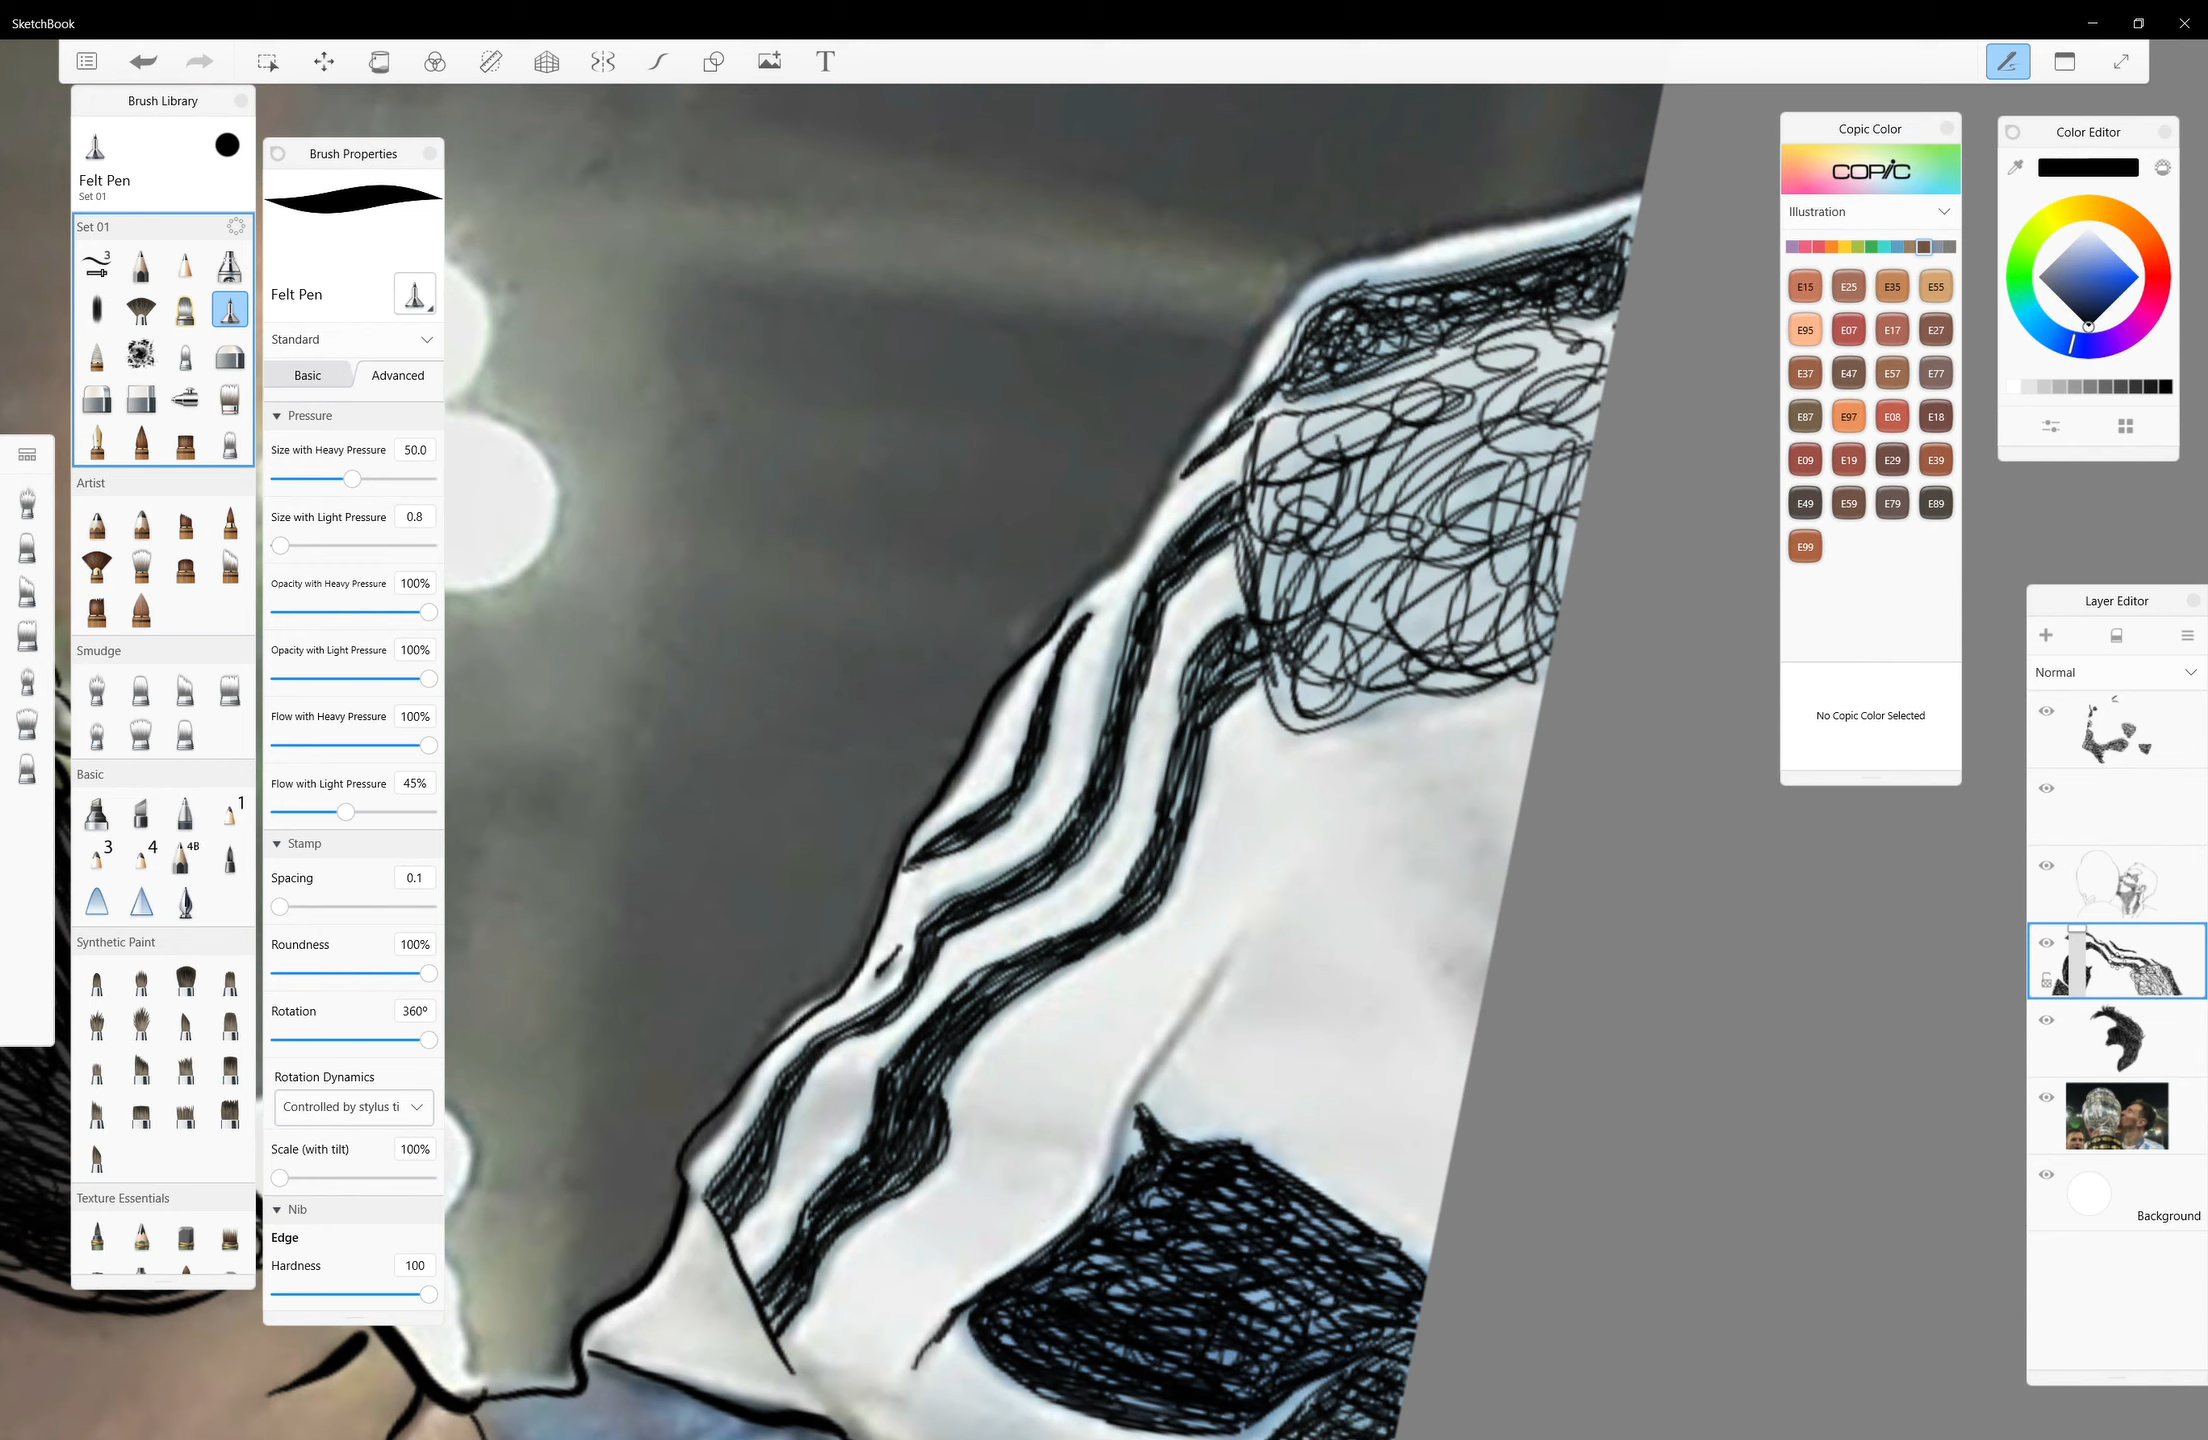 SketchBook
Brush Library
Felt Pen
Set 01
Set 01
3
Artist
Smudge
Basic
1
3
4
4B
Synthetic Paint
Texture Essentials
Brush Properties
Felt Pen
Standard
Basic
Advanced
Pressure
Size with Heavy Pressure 50.0
Size with Light Pressure 0.8
Opacity with Heavy Pressure 100%
Opacity with Light Pressure 100%
Flow with Heavy Pressure 100%
Flow with Light Pressure 45%
Stamp
Spacing 0.1
Roundness 100%
Rotation 360º
Rotation Dynamics
Controlled by stylus ti
Scale (with tilt) 100%
Nib
Edge
Hardness 100
T
Copic Color
COPIC
Illustration
E15 E25 E35 E55
E95 E07 E17 E27
E37 E47 E57 E77
E87 E97 E08 E18
E09 E19 E29 E39
E49 E59 E79 E89
E99
No Copic Color Selected
Color Editor
Layer Editor
Normal
Background